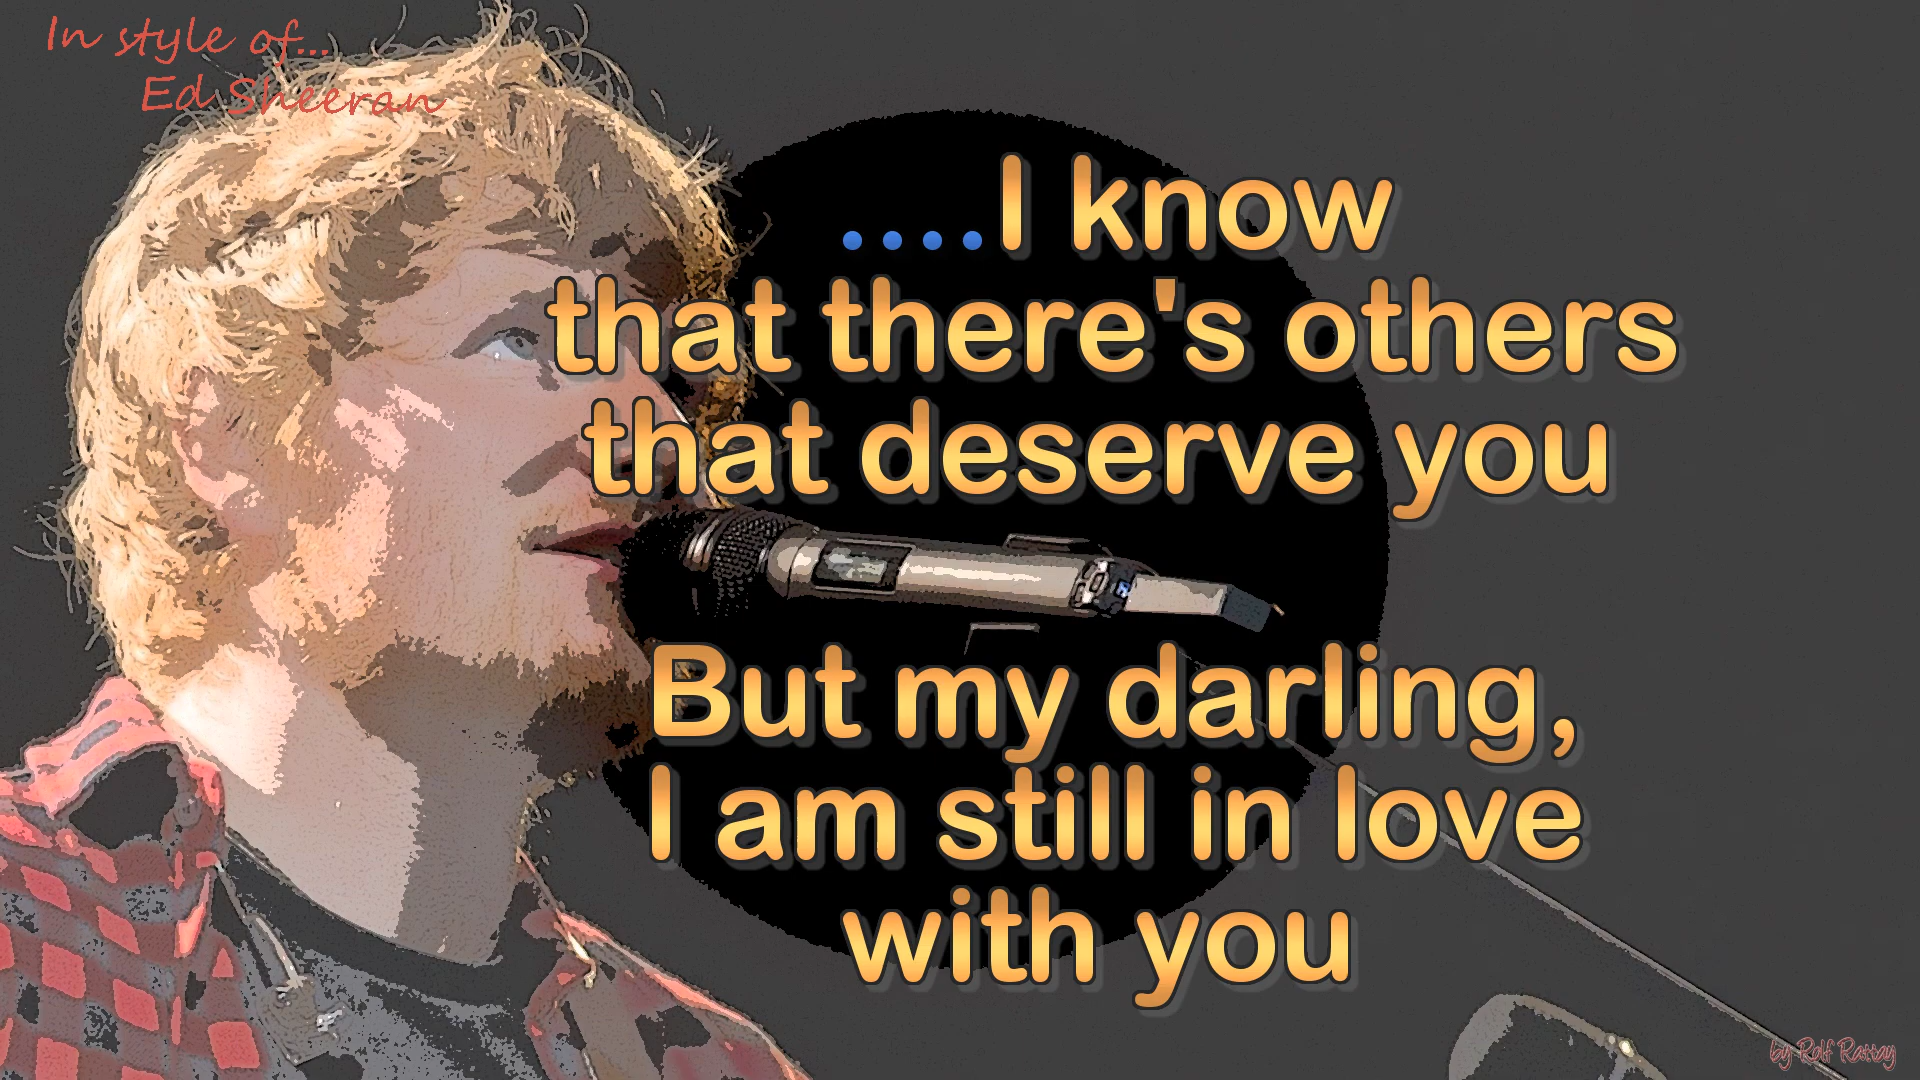 In style of...
Ed Sheeran
....I know
that there's others
that deserve you
But my darling,
I am still in love
with you
by Rolf Rattay